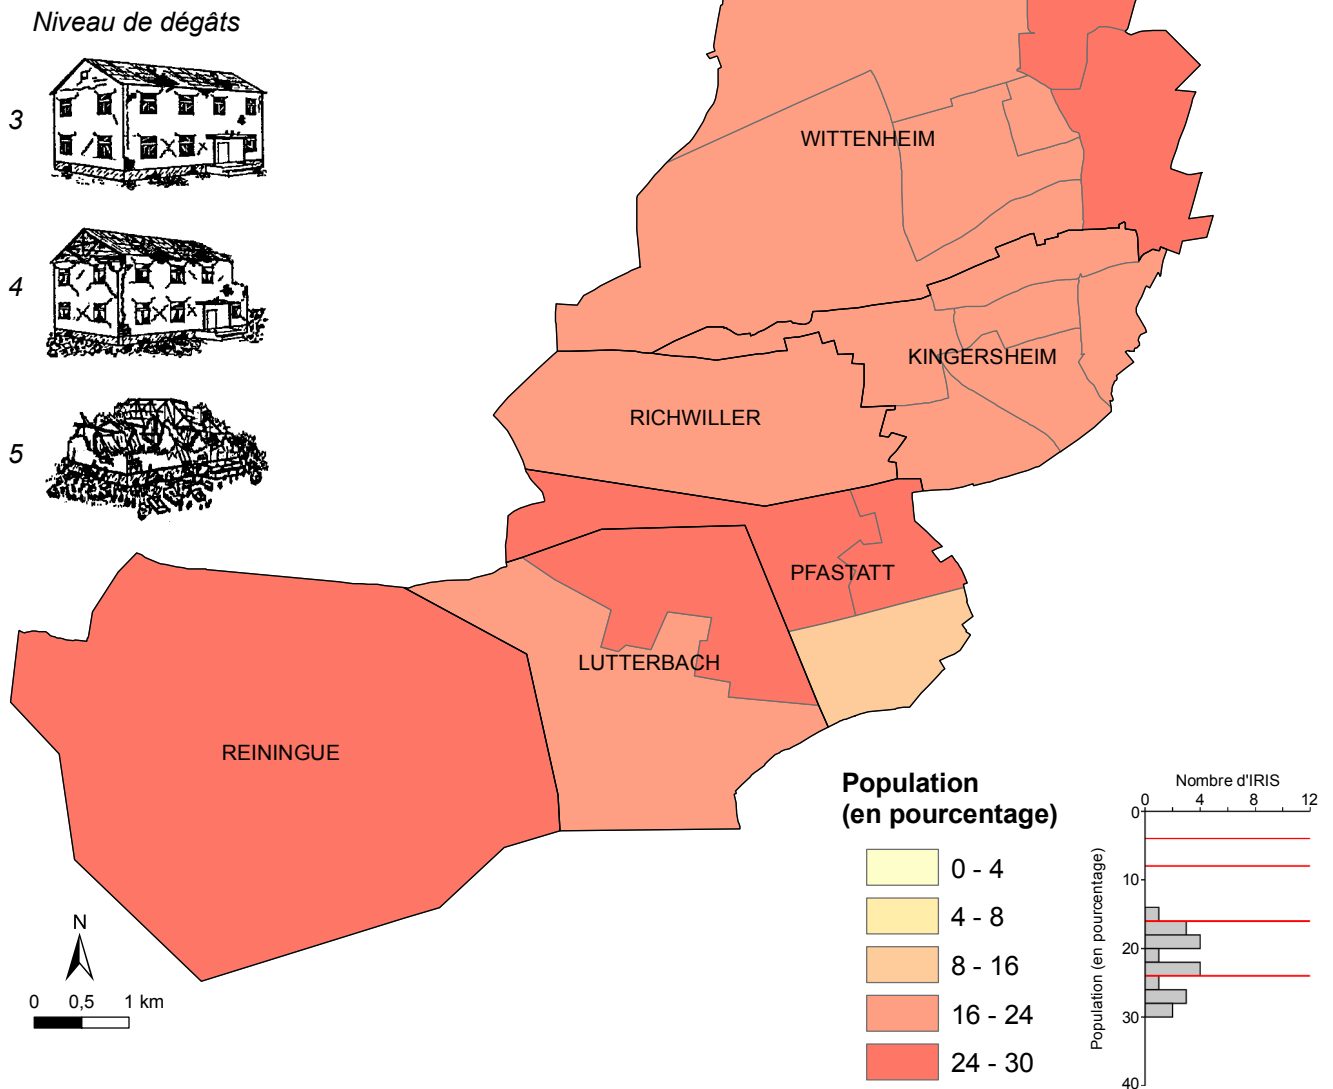 Niveau de dégâts
3
4
5
WITTENHEIM
KINGERSHEIM
RICHWILLER
PFASTATT
LUTTERBACH
REININGUE
N
0 0,5 1 km
Population
(en pourcentage)
0 - 4
4 - 8
8 - 16
16 - 24
24 - 30
Nombre d'IRIS
0 4 8 12
Population (en pourcentage)
0
10
20
30
40